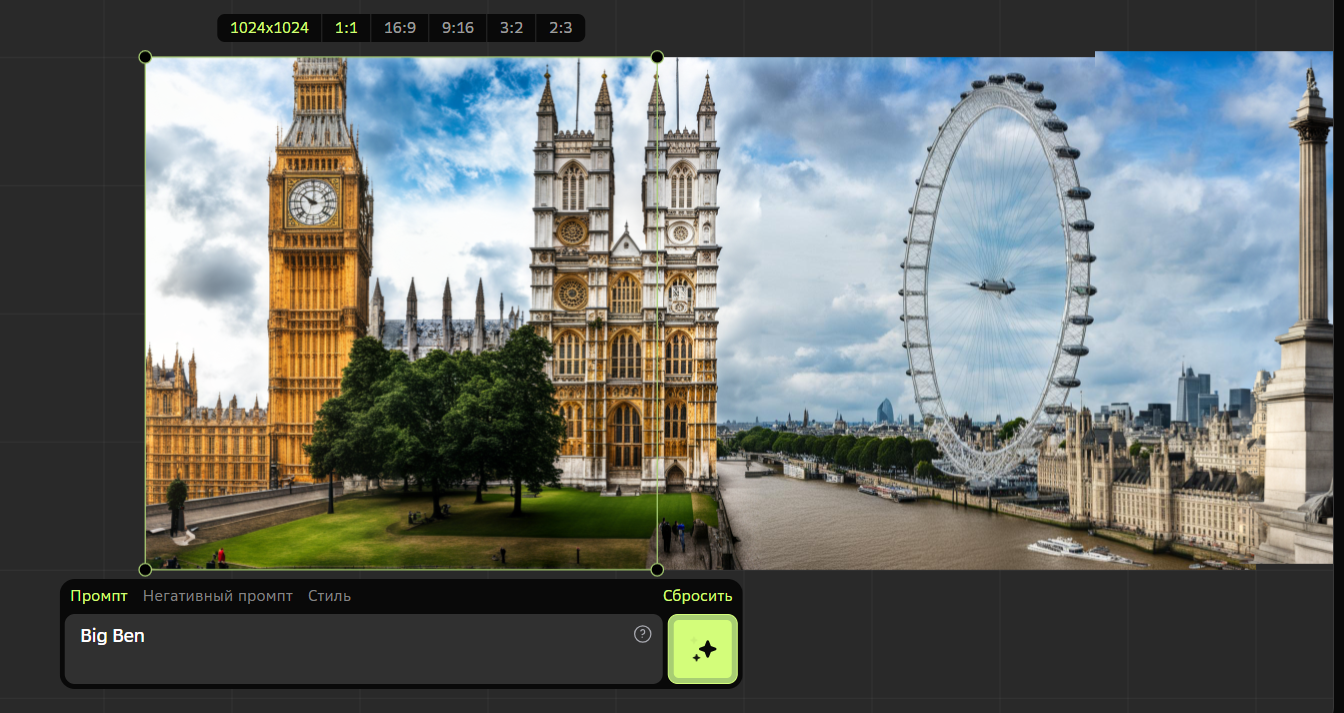 1024x1024 1:1 16:9 9:16 3:2 2:3
Промпт Негативный промпт Стиль Сбросить
Big Ben ?